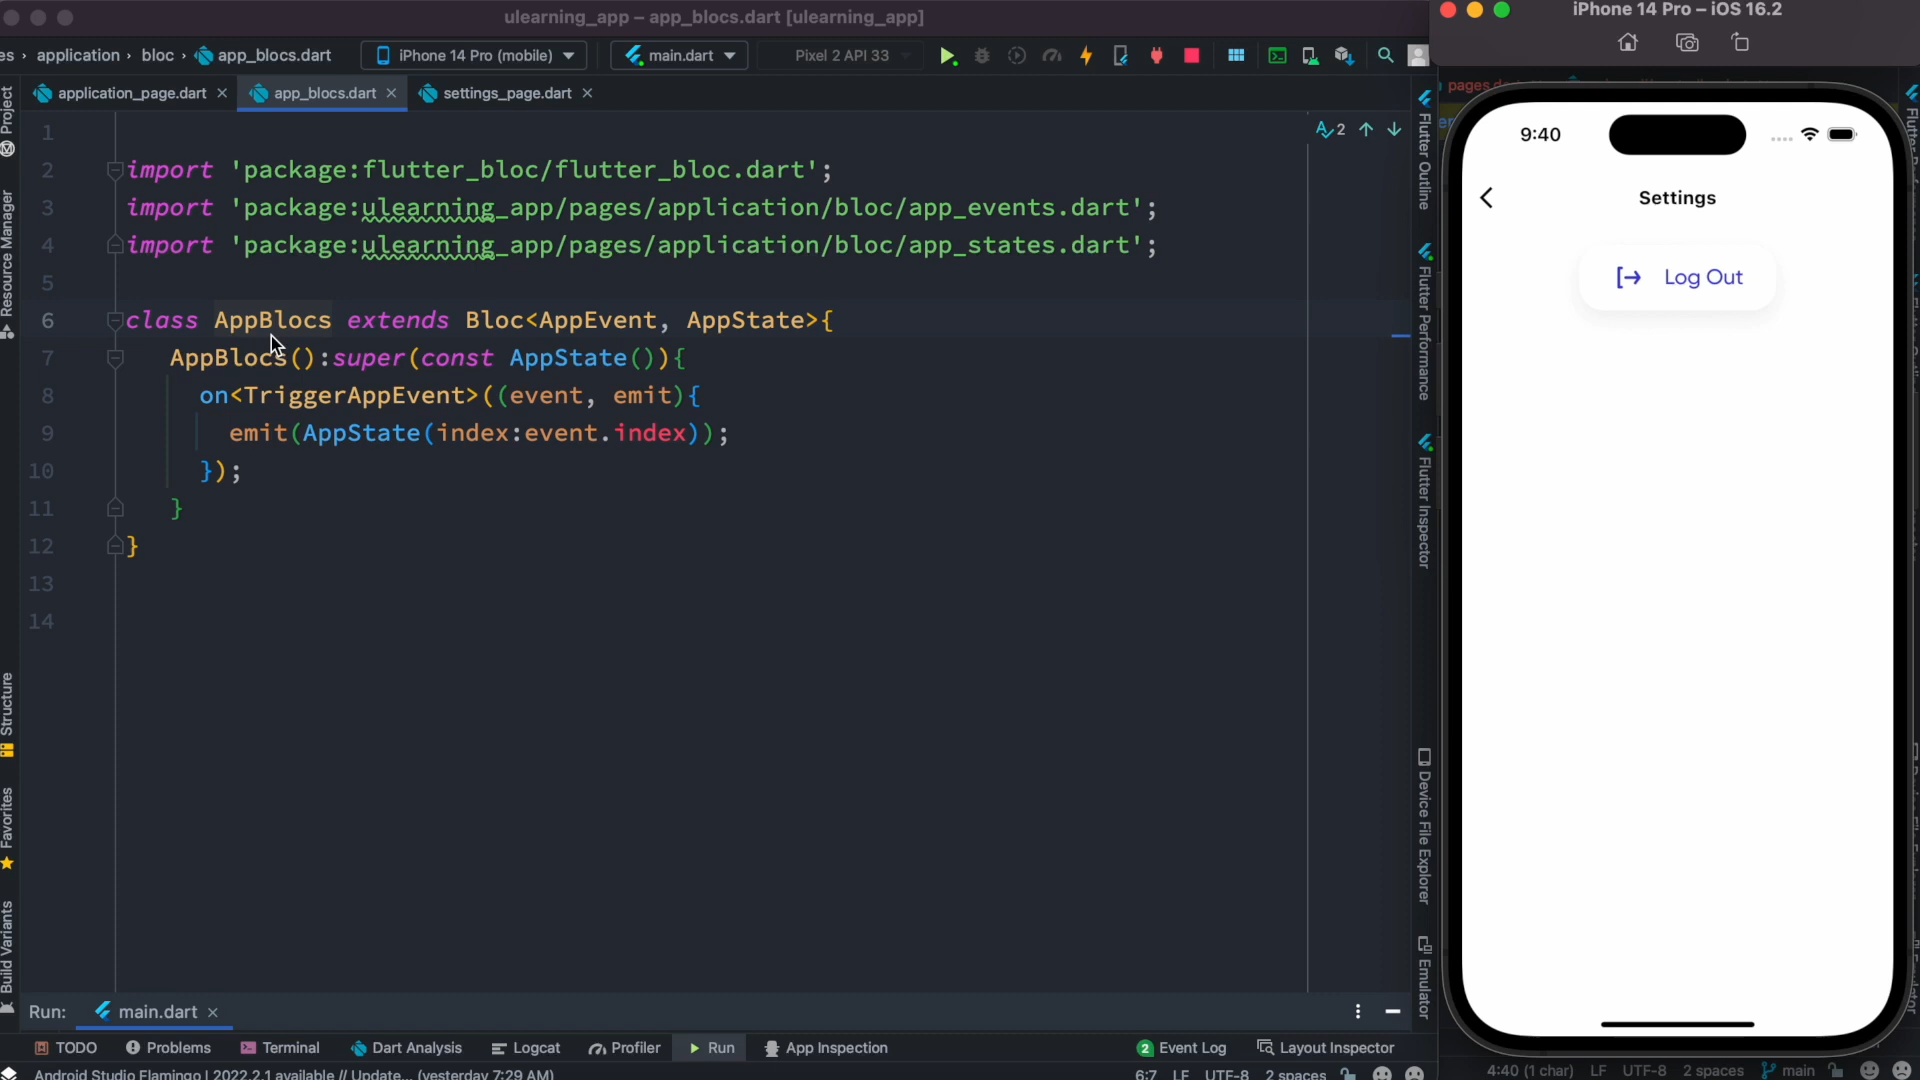 ulearning_app – app_blocs.dart [ulearning_app]
iPhone 14 Pro – iOS 16.2
es › application › bloc › app_blocs.dart
iPhone 14 Pro (mobile)
main.dart
Pixel 2 API 33
application_page.dart
app_blocs.dart
settings_page.dart
1
2 import 'package:flutter_bloc/flutter_bloc.dart';
3 import 'package:ulearning_app/pages/application/bloc/app_events.dart';
4 import 'package:ulearning_app/pages/application/bloc/app_states.dart';
5
6 class AppBlocs extends Bloc<AppEvent, AppState>{
7 AppBlocs():super(const AppState()){
8 on<TriggerAppEvent>((event, emit){
9 emit(AppState(index:event.index));
10 });
11 }
12 }
13
14
2
Project
Resource Manager
Structure
Favorites
Build Variants
Flutter Outline
Flutter Performance
Flutter Inspector
Device File Explorer
Emulator
9:40
Settings
Log Out
Run: main.dart
TODO
Problems
Terminal
Dart Analysis
Logcat
Profiler
Run
App Inspection
2 Event Log
Layout Inspector
Android Studio Flamingo | 2022.2.1 available // Update... (yesterday 7:29 AM)
6:7 LF UTF-8 2 spaces
4:40 (1 char) LF UTF-8 2 spaces main